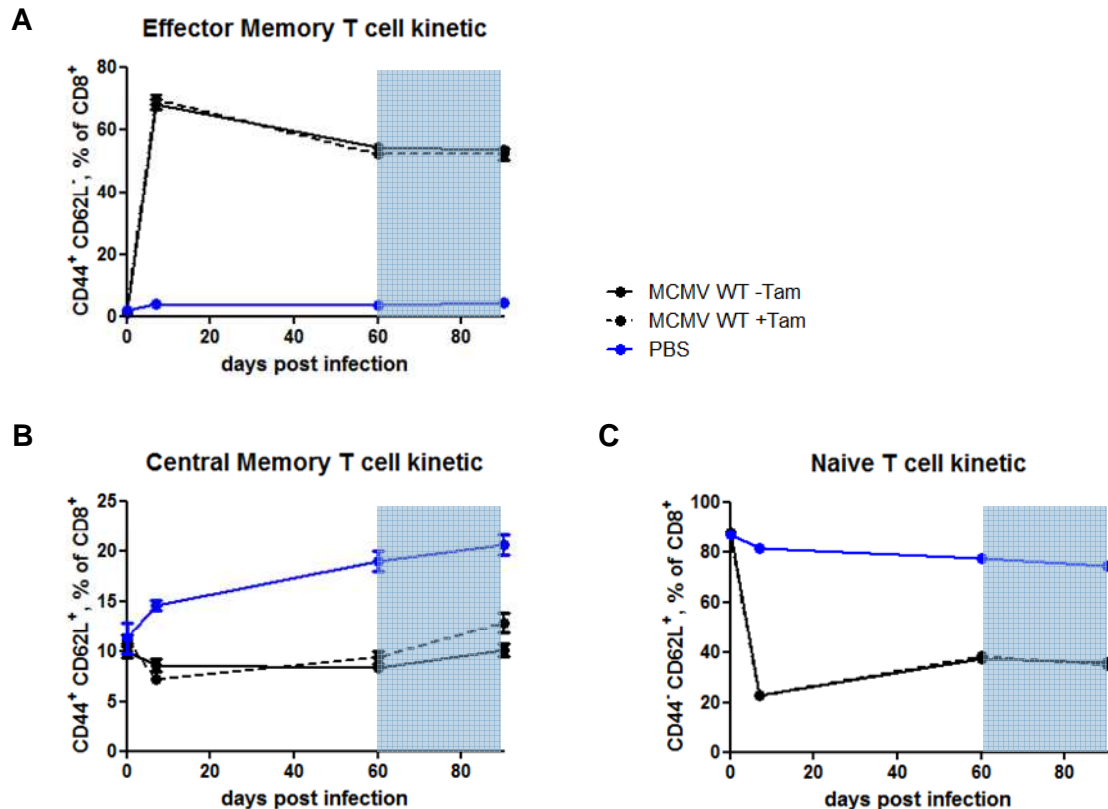 A
Effector Memory T cell kinetic
CD44⁺ CD62L⁻, % of CD8⁺
80
60
40
20
0
0 20 40 60 80
days post infection
MCMV WT -Tam
MCMV WT +Tam
PBS
B
Central Memory T cell kinetic
CD44⁺ CD62L⁺, % of CD8⁺
25
20
15
10
5
0
0 20 40 60 80
days post infection
C
Naive T cell kinetic
CD44⁻ CD62L⁺, % of CD8⁺
100
80
60
40
20
0
0 20 40 60 80
days post infection